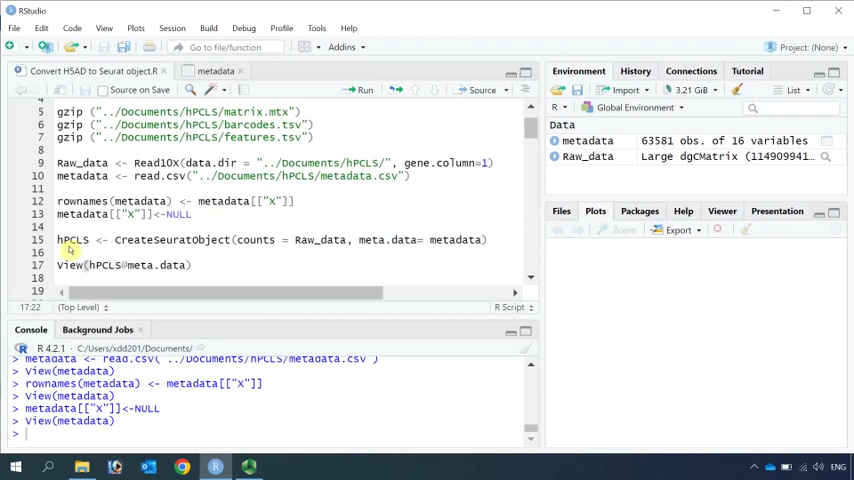 RStudio
File Edit Code View Plots Session Build Debug Profile Tools Help
Go to file/function
Addins
Project: (None)
Convert H5AD to Seurat object.R
metadata
Source on Save
Run
Source
4
5 gzip ("../Documents/hPCLS/matrix.mtx")
6 gzip ("../Documents/hPCLS/barcodes.tsv")
7 gzip ("../Documents/hPCLS/features.tsv")
8
9 Raw_data <- Read10X(data.dir = "../Documents/hPCLS/", gene.column=1)
10 metadata <- read.csv("../Documents/hPCLS/metadata.csv")
11
12 rownames(metadata) <- metadata[["X"]]
13 metadata[["X"]]<-NULL
14
15 hPCLS <- CreateSeuratObject(counts = Raw_data, meta.data= metadata)
16
17 View(hPCLS@meta.data)
18
19
17:22 (Top Level) R Script
Console Background Jobs
R 4.2.1 · C:/Users/xdd201/Documents/
> metadata <- read.csv("../Documents/hPCLS/metadata.csv")
> View(metadata)
> rownames(metadata) <- metadata[["X"]]
> View(metadata)
> metadata[["X"]]<-NULL
> View(metadata)
>
Environment History Connections Tutorial
Import 3.21 GiB List
R Global Environment
Data
metadata 63581 obs. of 16 variables
Raw_data Large dgCMatrix (114909941...
Files Plots Packages Help Viewer Presentation
Zoom Export
ENG